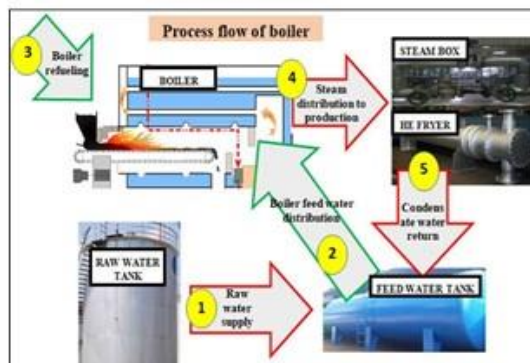 Process flow of boiler
3
Boiler
refueling
BOILER
4
Steam
distribution to
production
STEAM BOX
HE FRYER
5
Condens
ate water
return
Boiler feed water
distribution
2
RAW WATER
TANK
1
Raw
water
supply
FEED WATER TANK